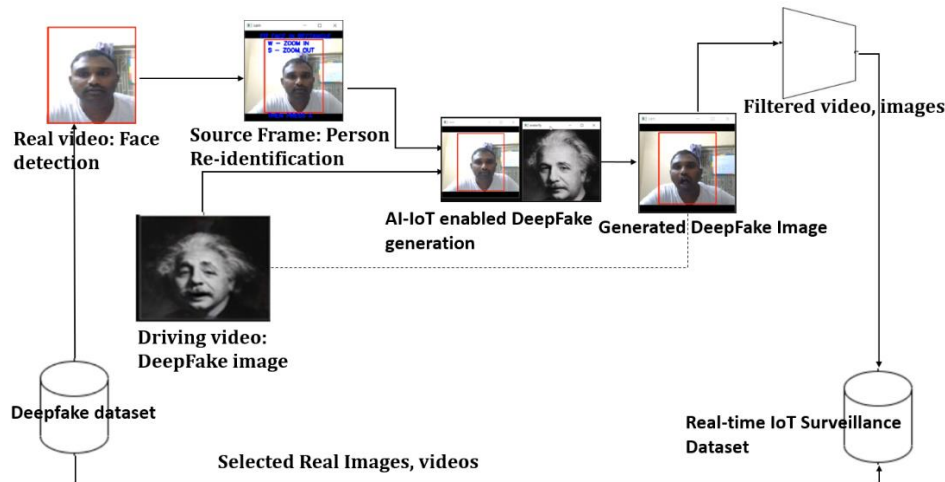 W - ZOOM IN
S - ZOOM OUT
Filtered video, images
Real video: Face
detection
Source Frame: Person
Re-identification
AI-IoT enabled DeepFake
generation
Generated DeepFake Image
Driving video:
DeepFake image
Deepfake dataset
Real-time IoT Surveillance
Dataset
Selected Real Images, videos